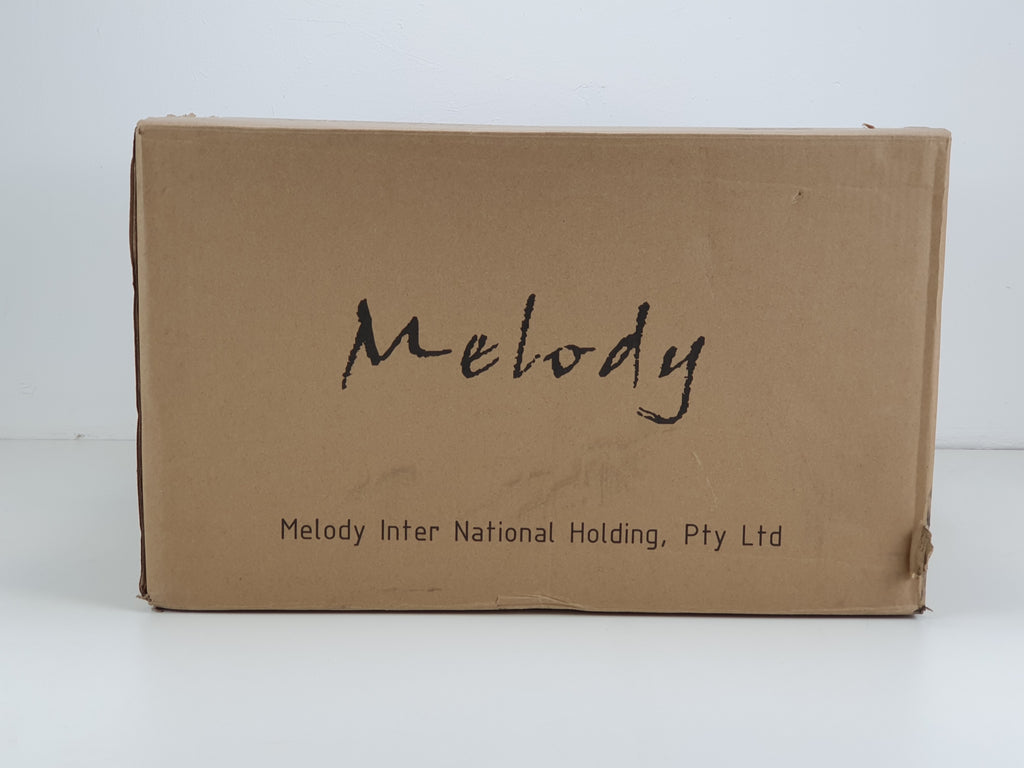 Melody
Melody Inter National Holding, Pty Ltd